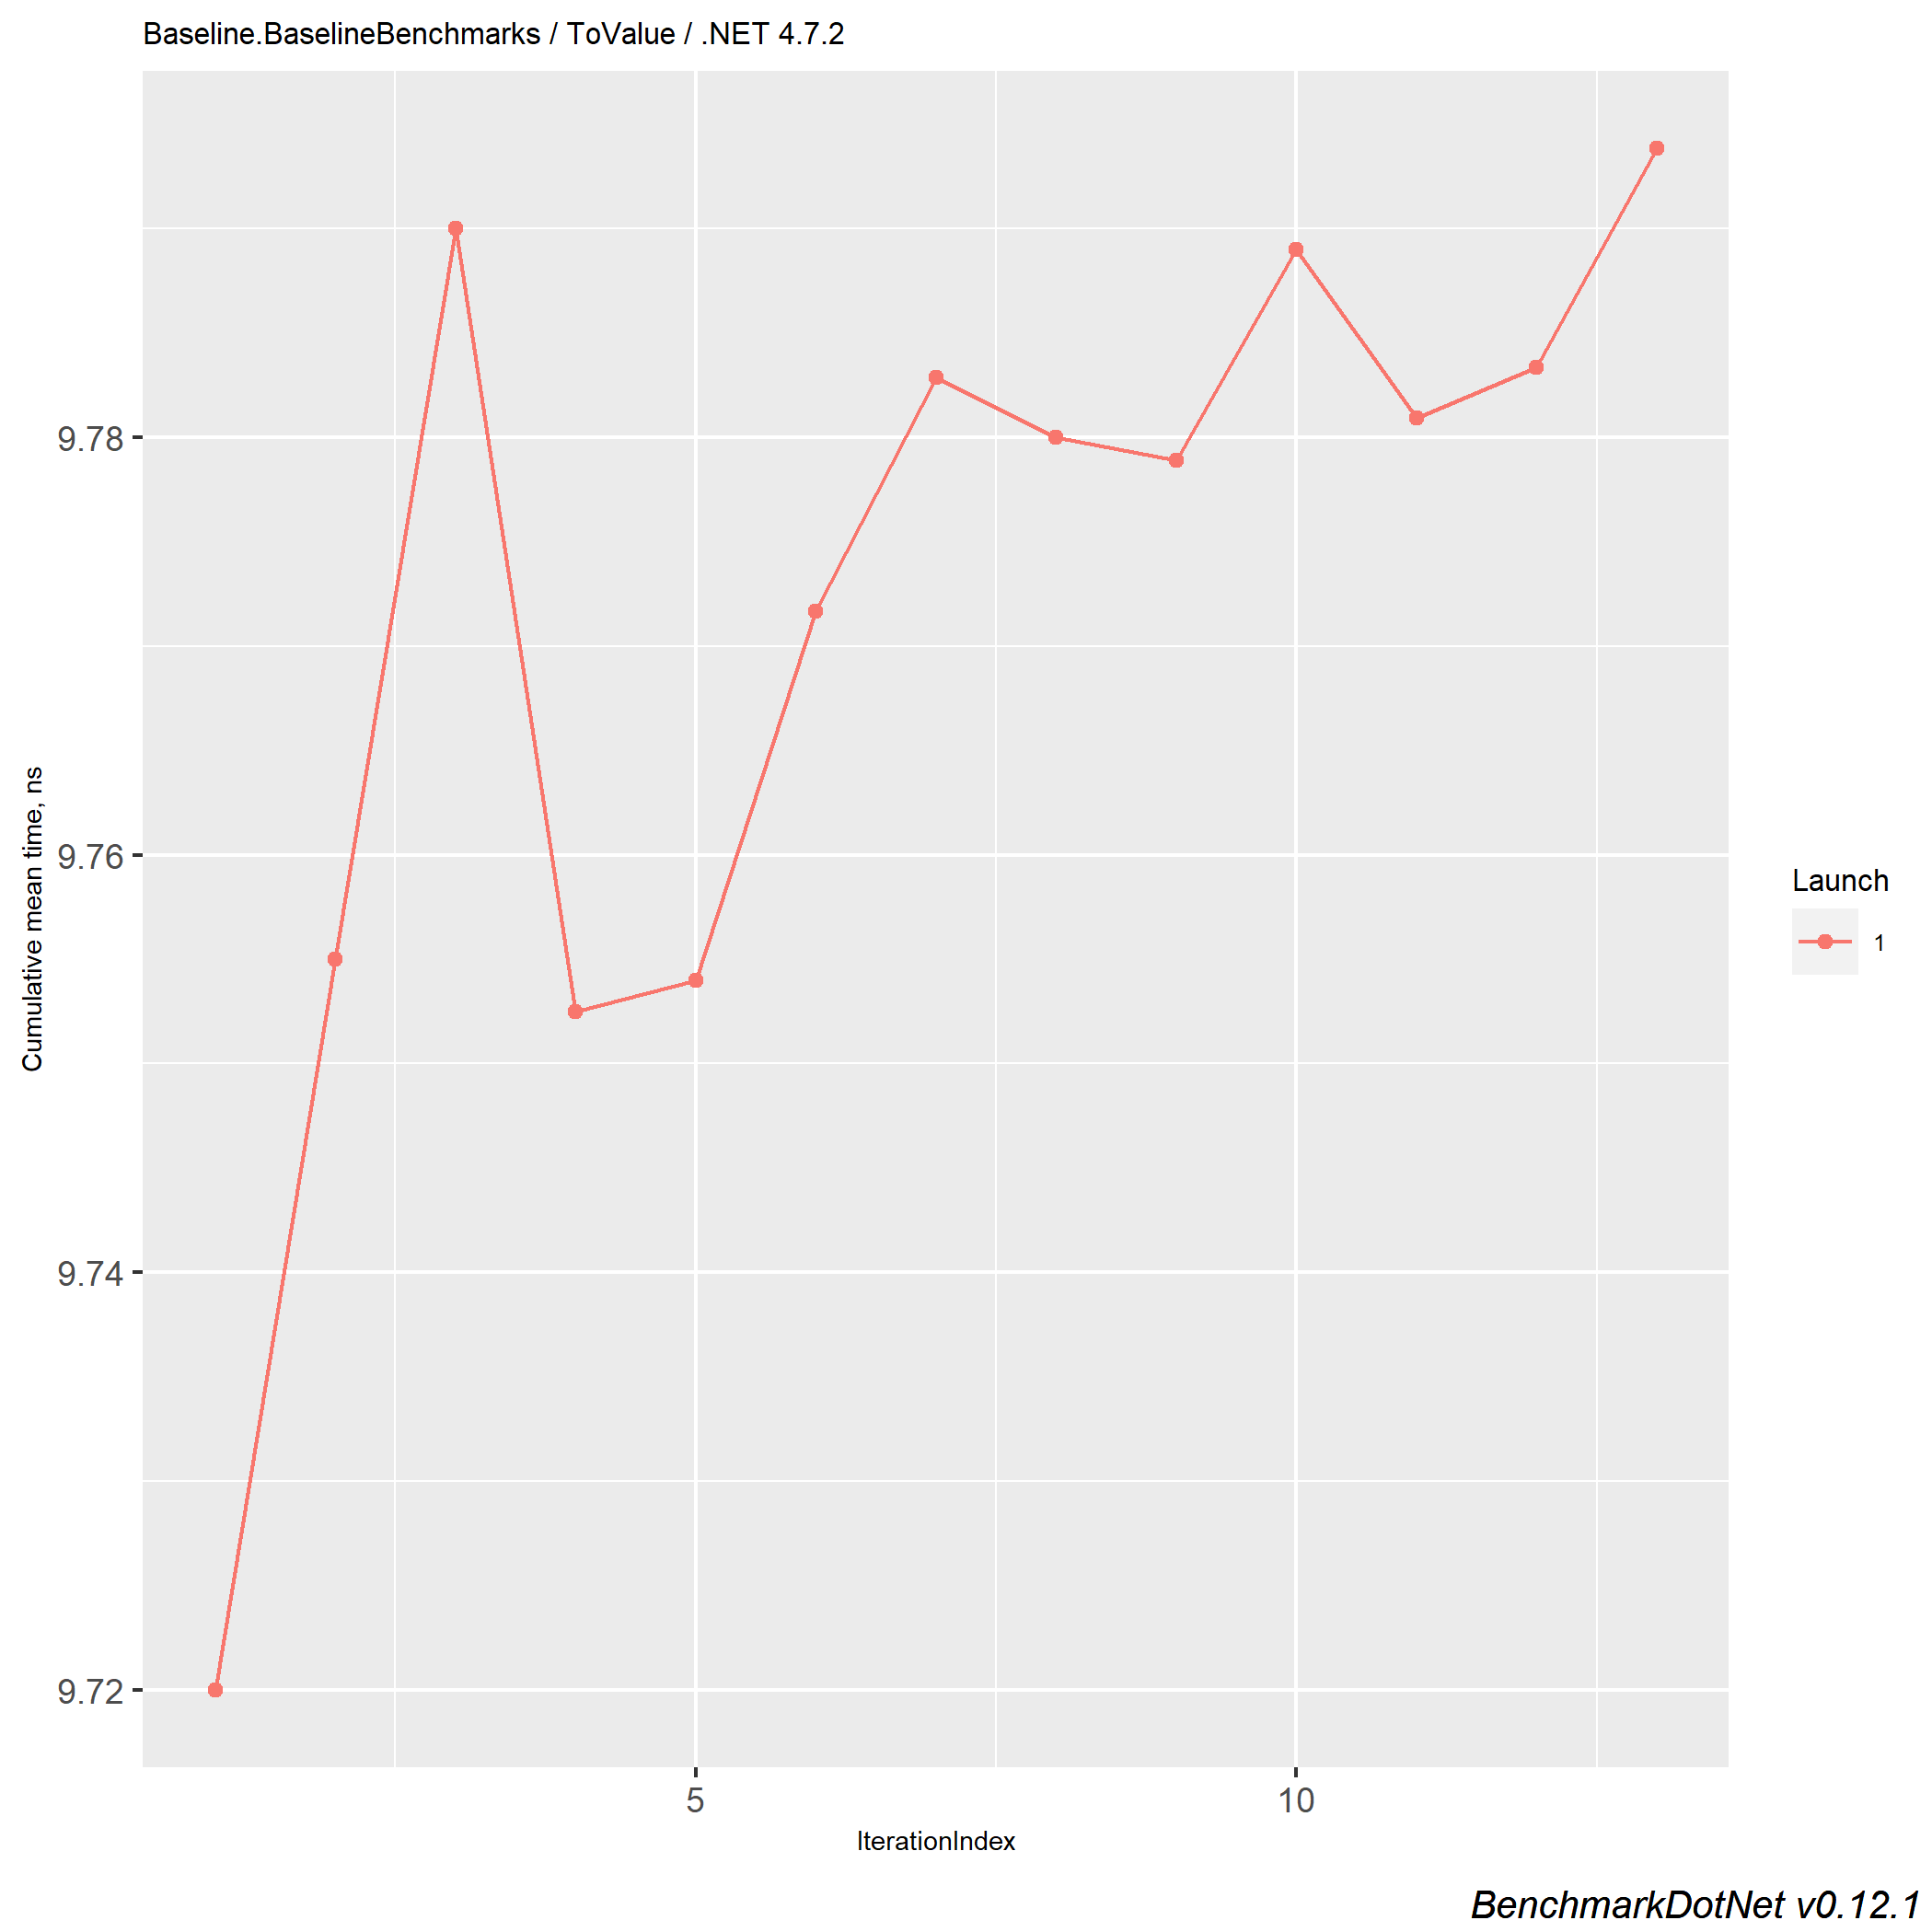 Baseline.BaselineBenchmarks / ToValue / .NET 4.7.2
Cumulative mean time, ns
9.78
9.76
9.74
9.72
5
10
IterationIndex
Launch
1
BenchmarkDotNet v0.12.1